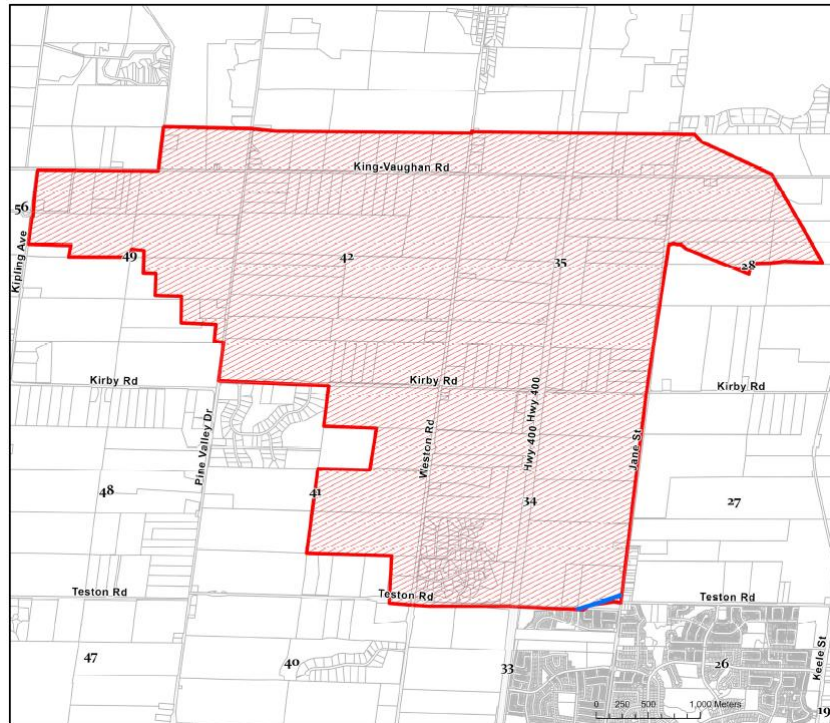 King-Vaughan Rd
56
Kipling Ave
49
42
35
28
Kirby Rd
Kirby Rd
Kirby Rd
Pine Valley Dr
Weston Rd
Hwy 400
Hwy 400
Jane St
48
41
34
27
Teston Rd
Teston Rd
Teston Rd
47
40
33
26
Keele St
0 250 500 1,000 Meters
19